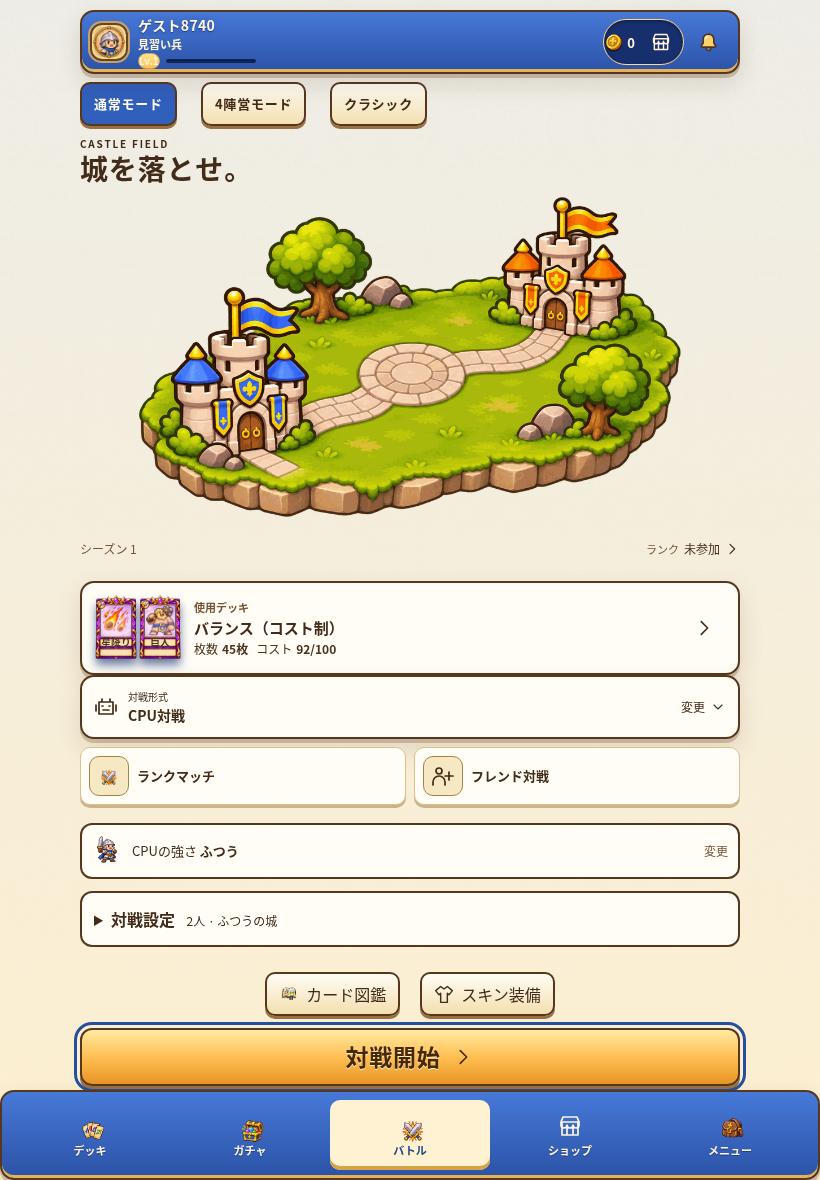 ゲスト8740
見習い兵
Lv.1
0
通常モード
4陣営モード
クラシック
CASTLE FIELD
城を落とせ。
シーズン 1
ランク 未参加
使用デッキ
バランス（コスト制）
枚数 45枚 コスト 92/100
星降り
巨人
対戦形式
CPU対戦
変更
ランクマッチ
フレンド対戦
CPUの強さ ふつう
変更
対戦設定 2人 · ふつうの城
カード図鑑
スキン装備
対戦開始
デッキ
ガチャ
バトル
ショップ
メニュー